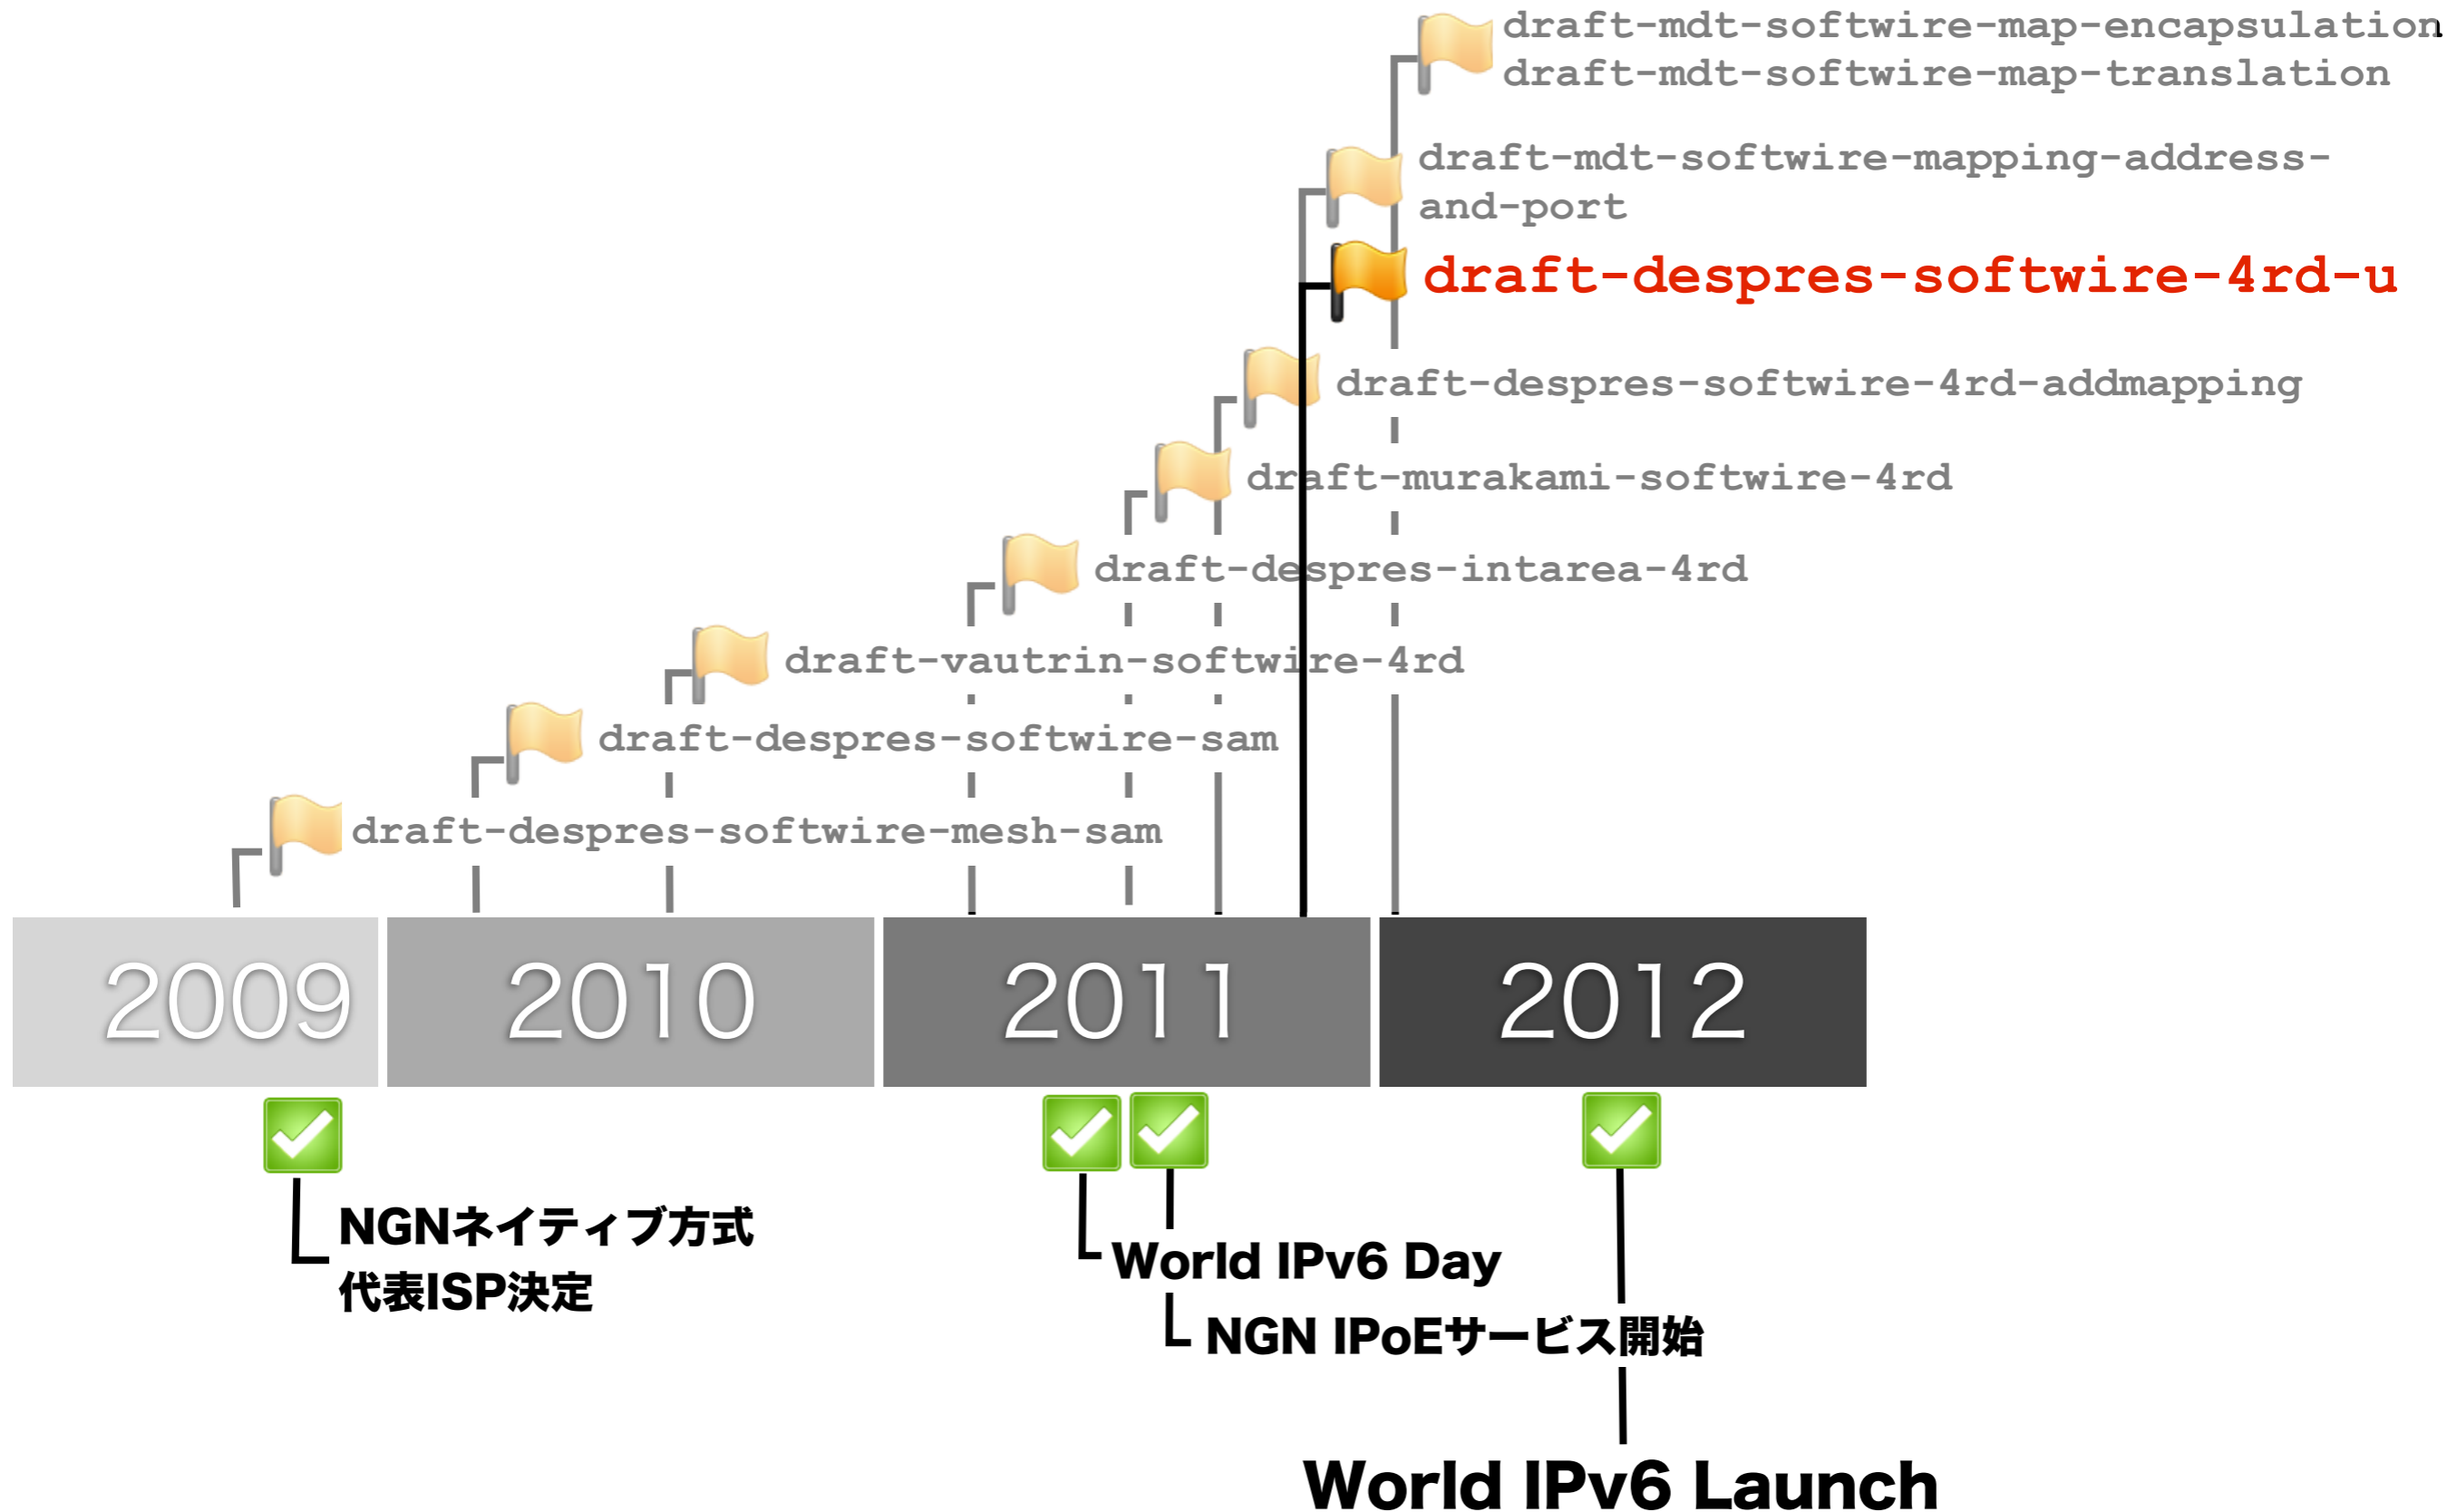 draft-mdt-softwire-map-encapsulation
draft-mdt-softwire-map-translation
draft-mdt-softwire-mapping-address-
and-port
draft-despres-softwire-4rd-u
draft-despres-softwire-4rd-addmapping
draft-murakami-softwire-4rd
draft-despres-intarea-4rd
draft-vautrin-softwire-4rd
draft-despres-softwire-sam
draft-despres-softwire-mesh-sam
2009
2010
2011
2012
NGNネイティブ方式
代表ISP決定
World IPv6 Day
NGN IPoEサービス開始
World IPv6 Launch